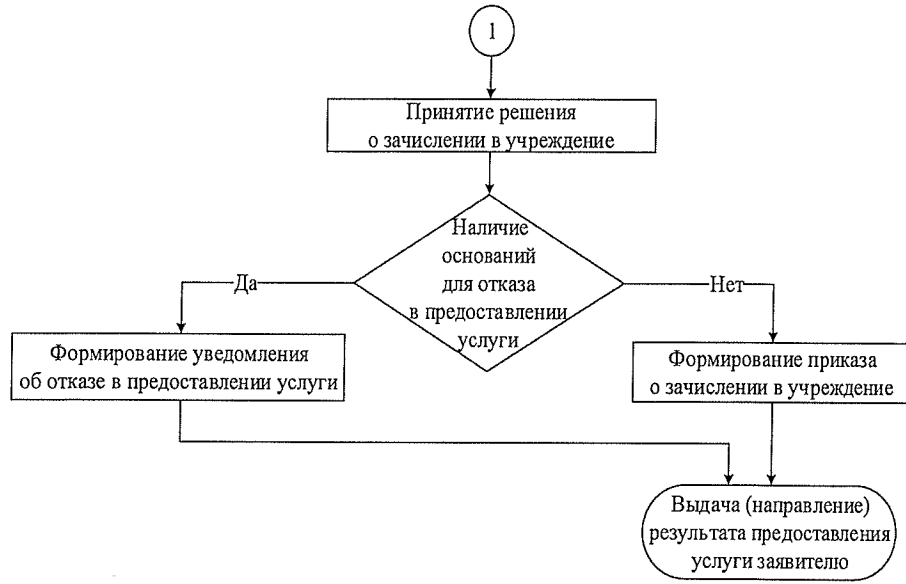 1
Принятие решения
о зачислении в учреждение
Наличие
оснований
для отказа
в предоставлении
услуги
Да
Нет
Формирование уведомления
об отказе в предоставлении услуги
Формирование приказа
о зачислении в учреждение
Выдача (направление)
результата предоставления
услуги заявителю